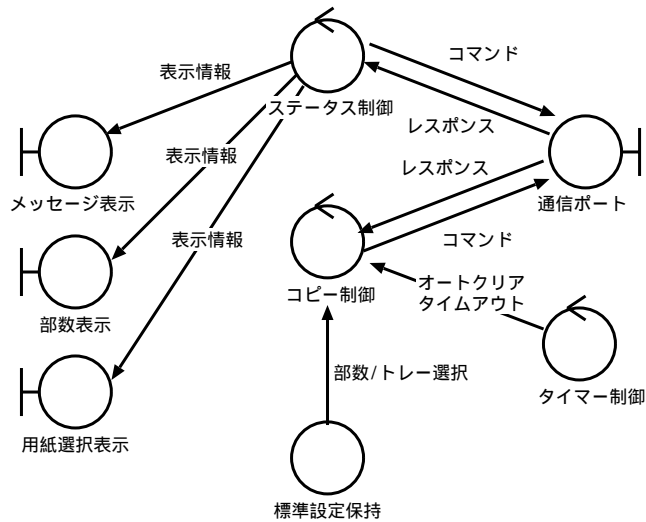 コマンド
表示情報
ステータス制御
レスポンス
表示情報
レスポンス
メッセージ表示
通信ポート
表示情報
コマンド
オートクリア
タイムアウト
コピー制御
部数表示
部数/トレー選択
タイマー制御
用紙選択表示
標準設定保持